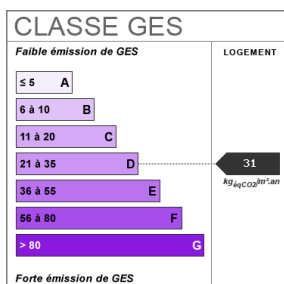 CLASSE GES
Faible émission de GES
LOGEMENT
≤ 5 A
6 à 10 B
11 à 20 C
21 à 35 D
31
kgéqCO2/m².an
36 à 55 E
56 à 80 F
> 80 G
Forte émission de GES